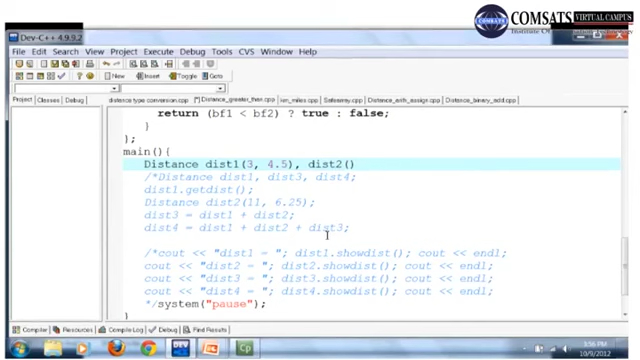 COMSATS VIRTUAL CAMPUS
Dev-C++ 4.9.9.2
File Edit Search View Project Execute Debug Tools CVS Window Help
New Insert Toggle Goto
Project Classes Debug
distance type conversion.cpp [*] Distance_greater_then.cpp Safearray.cpp Distance_binary_add.cpp
return (bf1 < bf2) ? true : false;
}
};
main(){
Distance dist1(3, 4.5), dist2()
/*Distance dist1, dist3, dist4;
dist1.getdist();
Distance dist2(11, 6.25);
dist3 = dist1 + dist2;
dist4 = dist1 + dist2 + dist3;
/*cout << "dist1 = "; dist1.showdist(); cout << endl;
cout << "dist2 = "; dist2.showdist(); cout << endl;
cout << "dist3 = "; dist3.showdist(); cout << endl;
cout << "dist4 = "; dist4.showdist(); cout << endl;
*/system("pause");
Compiler Resources Compile Log Debug Find Results
3:56 PM
10/9/2012